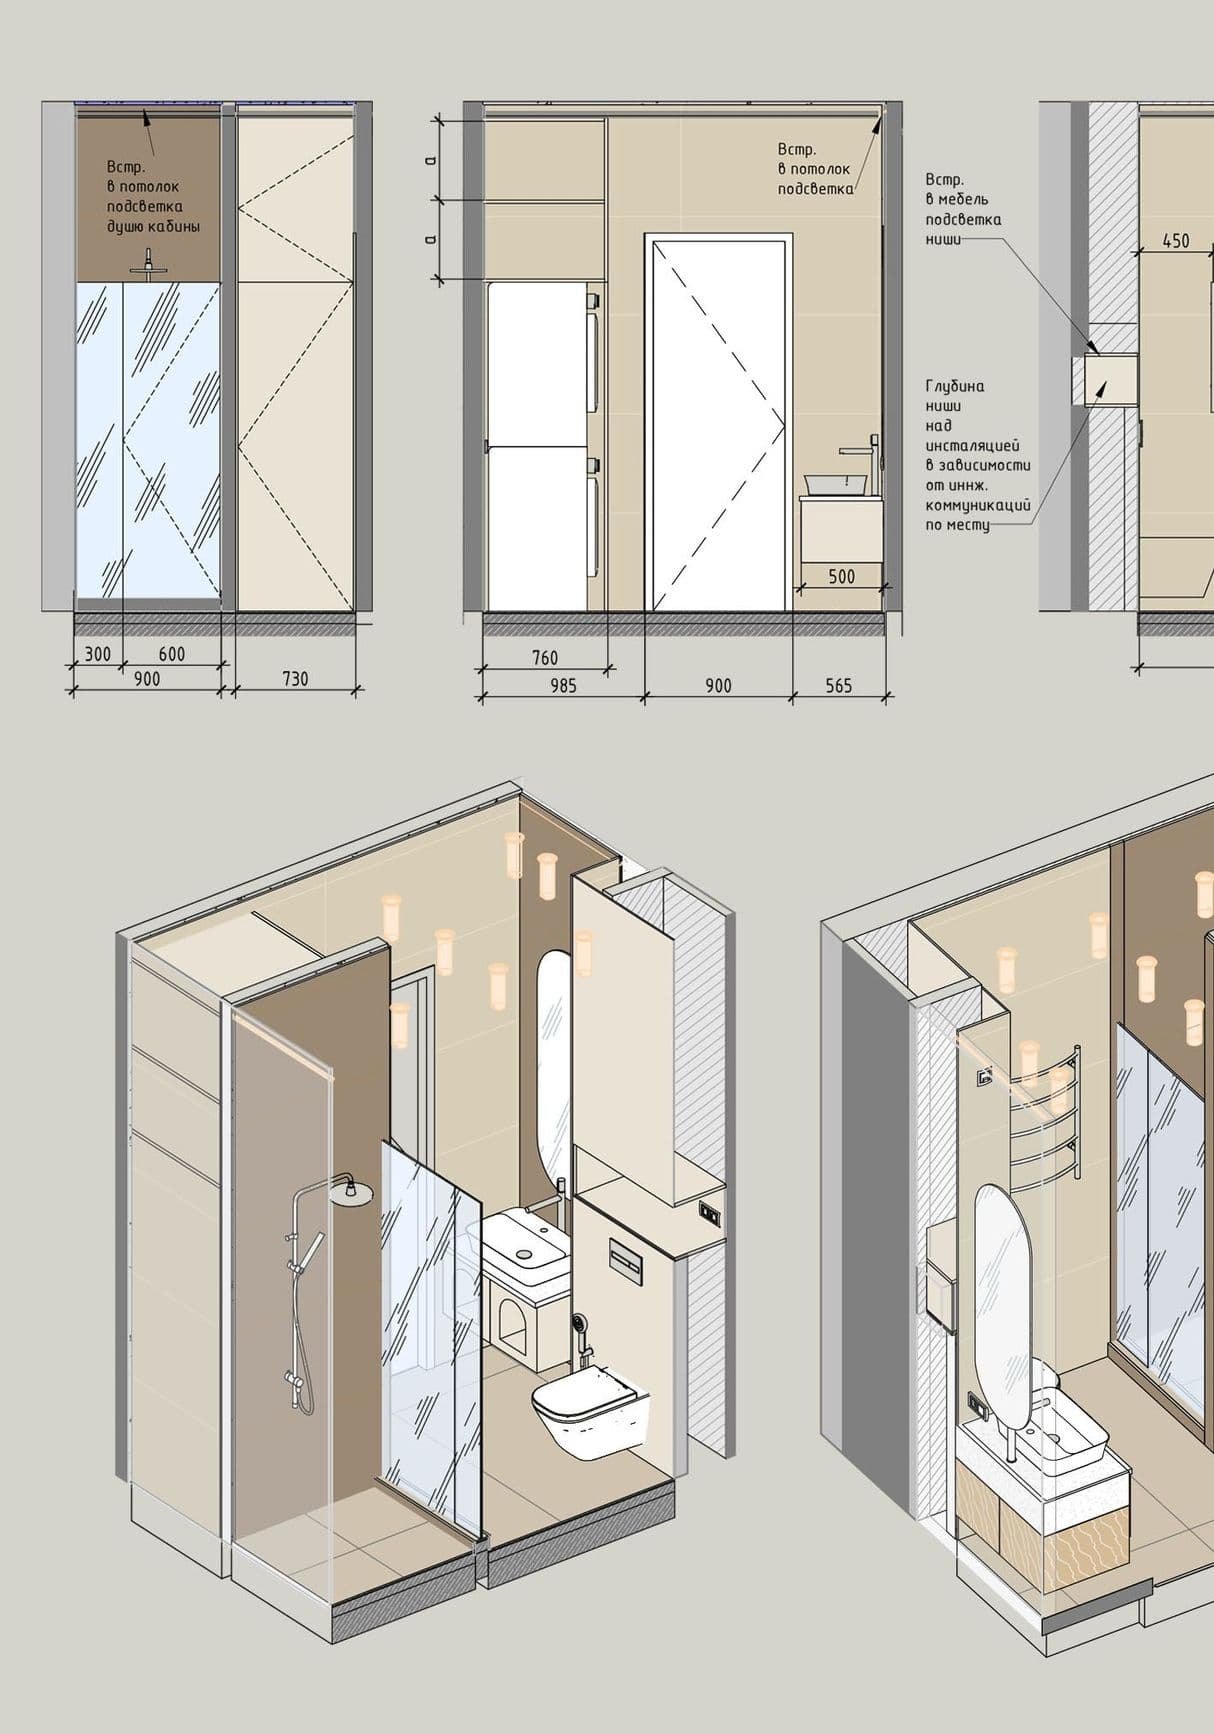 Встр.
в потолок
подсветка
душю кабины
300
600
900
730
а
а
Встр.
в потолок
подсветка
500
760
985
900
565
Встр.
в мебель
подсветка
ниши
Глубина
ниши
над
инсталяцией
в зависимости
от иннж.
коммуникаций
по месту
450